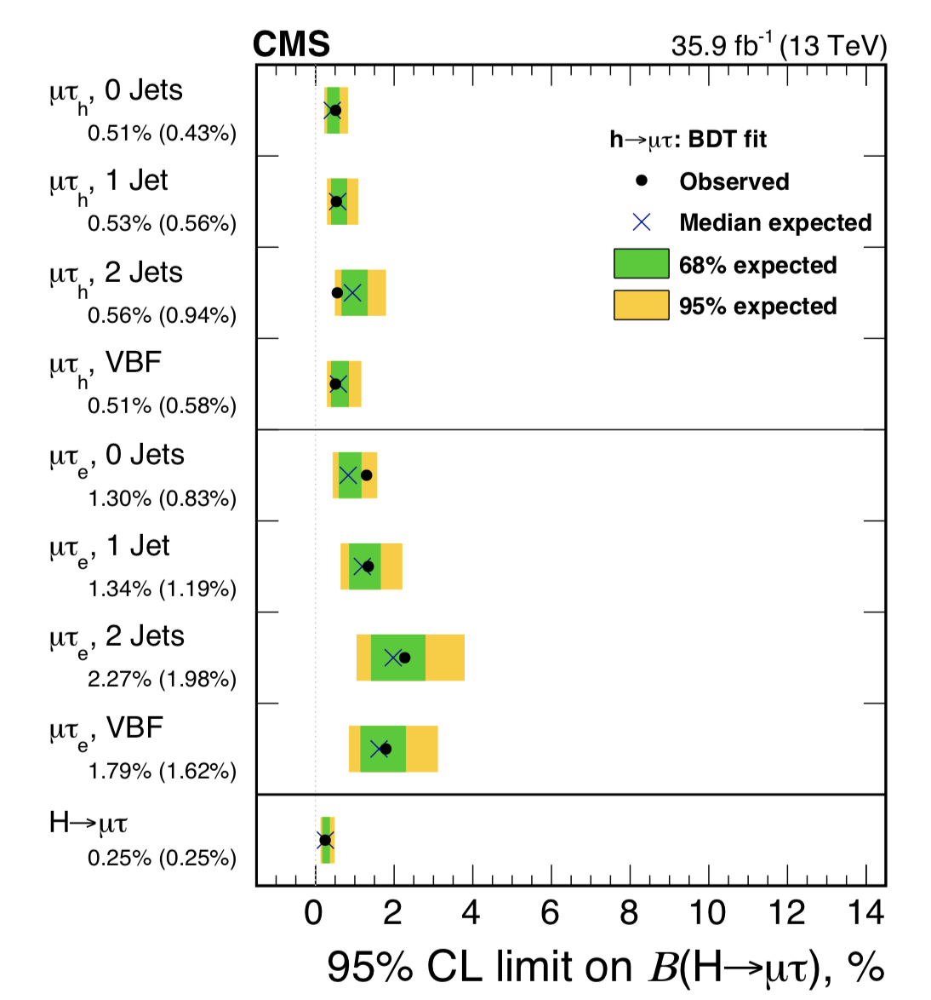 CMS 35.9 fb⁻¹ (13 TeV)
μτₕ, 0 Jets
0.51% (0.43%)
h→μτ: BDT fit
Observed
Median expected
68% expected
95% expected
μτₕ, 1 Jet
0.53% (0.56%)
μτₕ, 2 Jets
0.56% (0.94%)
μτₕ, VBF
0.51% (0.58%)
μτₑ, 0 Jets
1.30% (0.83%)
μτₑ, 1 Jet
1.34% (1.19%)
μτₑ, 2 Jets
2.27% (1.98%)
μτₑ, VBF
1.79% (1.62%)
H→μτ
0.25% (0.25%)
0 2 4 6 8 10 12 14
95% CL limit on B(H→μτ), %